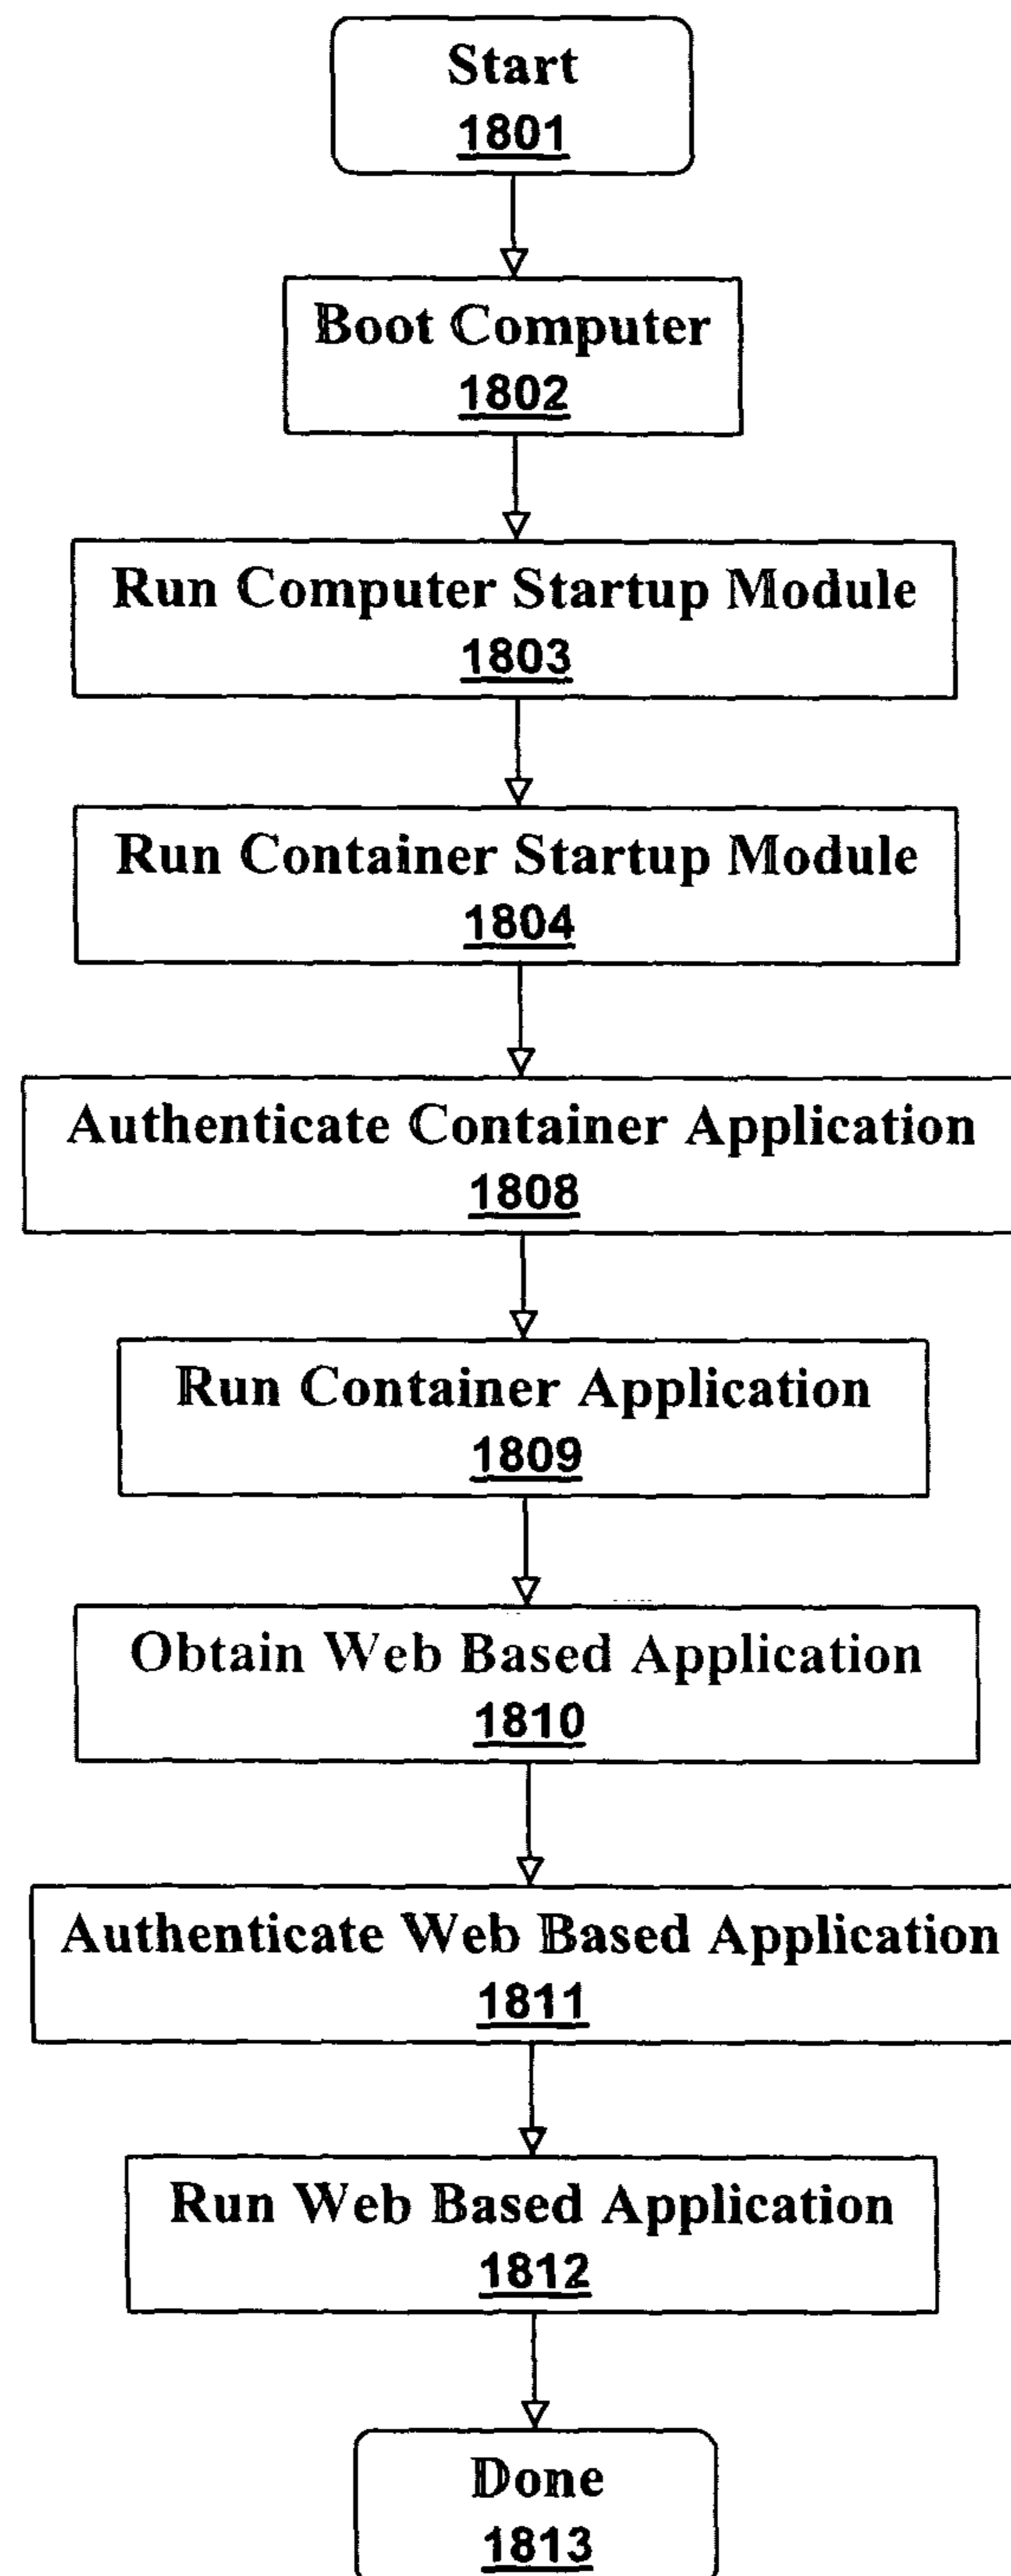 Start
1801
Boot Computer
1802
Run Computer Startup Module
1803
Run Container Startup Module
1804
Authenticate Container Application
1808
Run Container Application
1809
Obtain Web Based Application
1810
Authenticate Web Based Application
1811
Run Web Based Application
1812
Done
1813